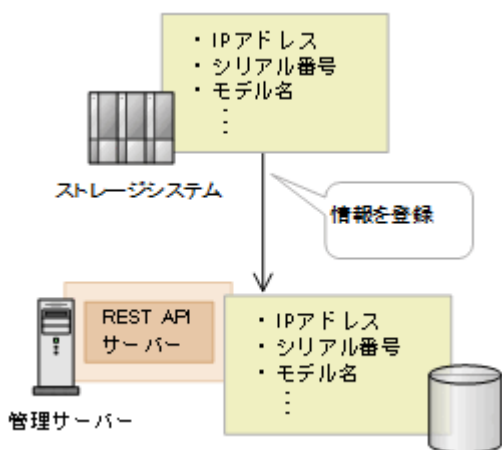 ・IPアドレス
・シリアル番号
・モデル名
⋮
ストレージシステム
情報を登録
REST API
サーバー
・IPアドレス
・シリアル番号
・モデル名
⋮
管理サーバー